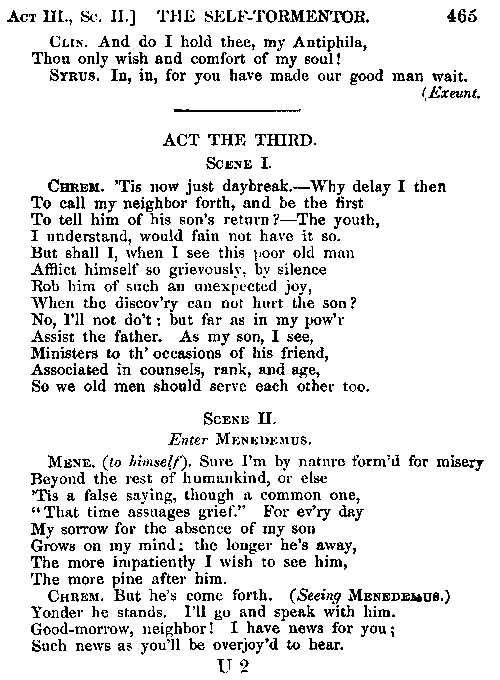 ACT III., SC. II.] THE SELF-TORMENTOR. 465
CLIN. And do I hold thee, my Antiphila,
Thou only wish and comfort of my soul!
SYRUS. In, in, for you have made our good man wait.
(Exeunt.
ACT THE THIRD.
SCENE I.
CHREM. 'Tis now just daybreak.—Why delay I then
To call my neighbor forth, and be the first
To tell him of his son's return?—The youth,
I understand, would fain not have it so.
But shall I, when I see this poor old man
Afflict himself so grievously, by silence
Rob him of such an unexpected joy,
When the discov'ry can not hurt the son?
No, I'll not do't; but far as in my pow'r
Assist the father. As my son, I see,
Ministers to th' occasions of his friend,
Associated in counsels, rank, and age,
So we old men should serve each other too.
SCENE II.
Enter MENEDEMUS.
MENE. (to himself). Sure I'm by nature form'd for misery
Beyond the rest of humankind, or else
'Tis a false saying, though a common one,
"That time assuages grief." For ev'ry day
My sorrow for the absence of my son
Grows on my mind: the longer he's away,
The more impatiently I wish to see him,
The more pine after him.
CHREM. But he's come forth. (Seeing MENEDEMUS.)
Yonder he stands. I'll go and speak with him.
Good-morrow, neighbor! I have news for you;
Such news as you'll be overjoy'd to hear.
U 2